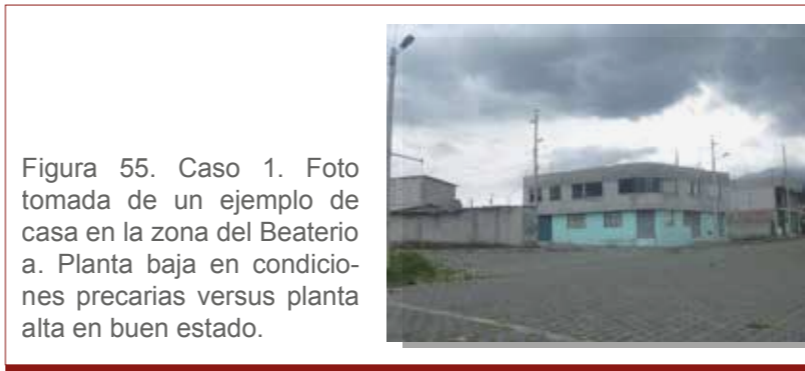 Figura 55. Caso 1. Foto
tomada de un ejemplo de
casa en la zona del Beaterio
a. Planta baja en condicio-
nes precarias versus planta
alta en buen estado.